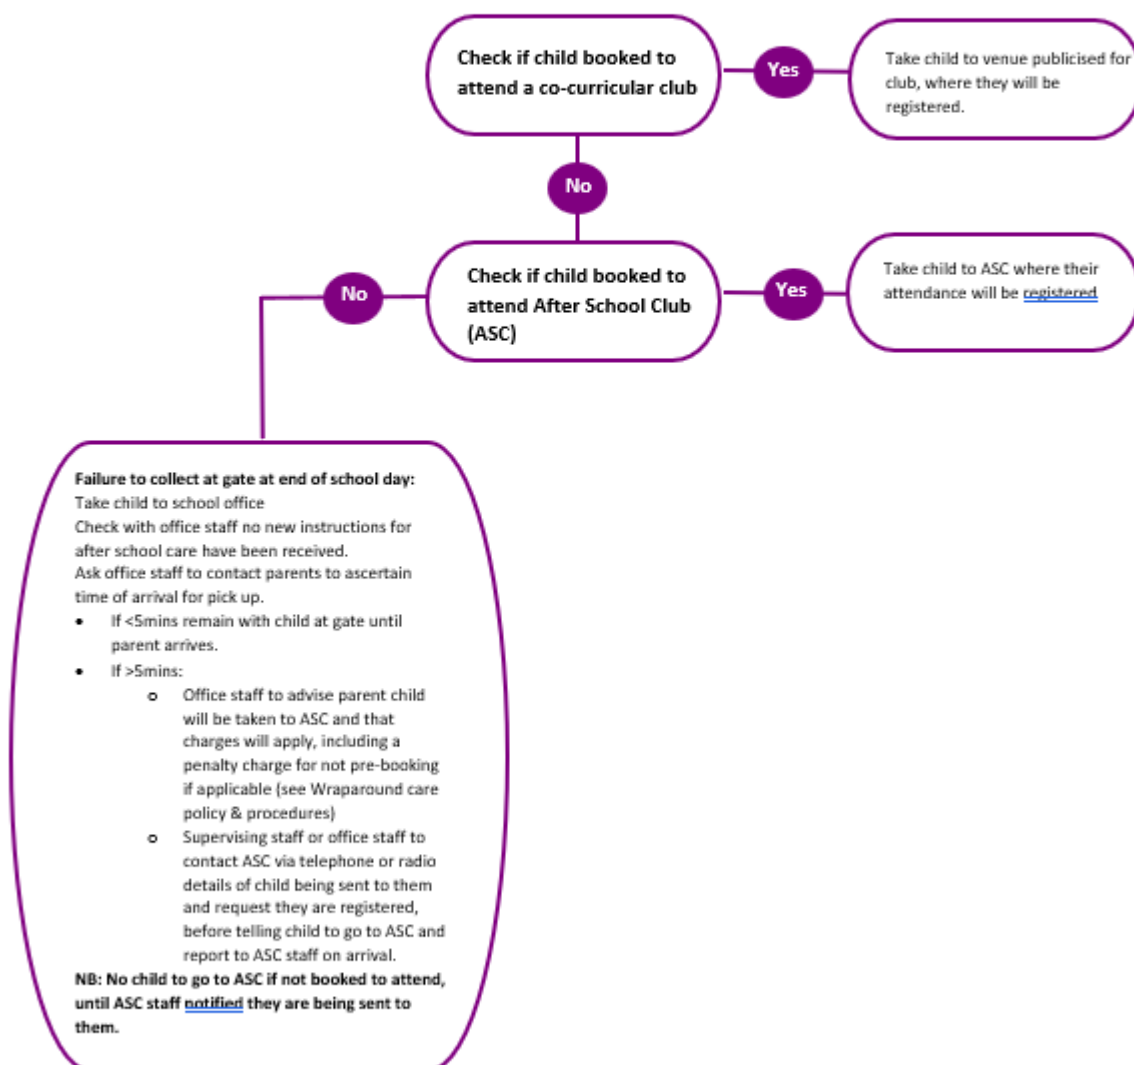 Check if child booked to
attend a co-curricular club
Yes
Take child to venue publicised for
club, where they will be
registered.
No
Check if child booked to
attend After School Club
(ASC)
Yes
Take child to ASC where their
attendance will be registered
No
Failure to collect at gate at end of school day:
Take child to school office
Check with office staff no new instructions for
after school care have been received.
Ask office staff to contact parents to ascertain
time of arrival for pick up.
• If <5mins remain with child at gate until
parent arrives.
• If >5mins:
o Office staff to advise parent child
will be taken to ASC and that
charges will apply, including a
penalty charge for not pre-booking
if applicable (see Wraparound care
policy & procedures)
o Supervising staff or office staff to
contact ASC via telephone or radio
details of child being sent to them
and request they are registered,
before telling child to go to ASC and
report to ASC staff on arrival.
NB: No child to go to ASC if not booked to attend,
until ASC staff notified they are being sent to
them.